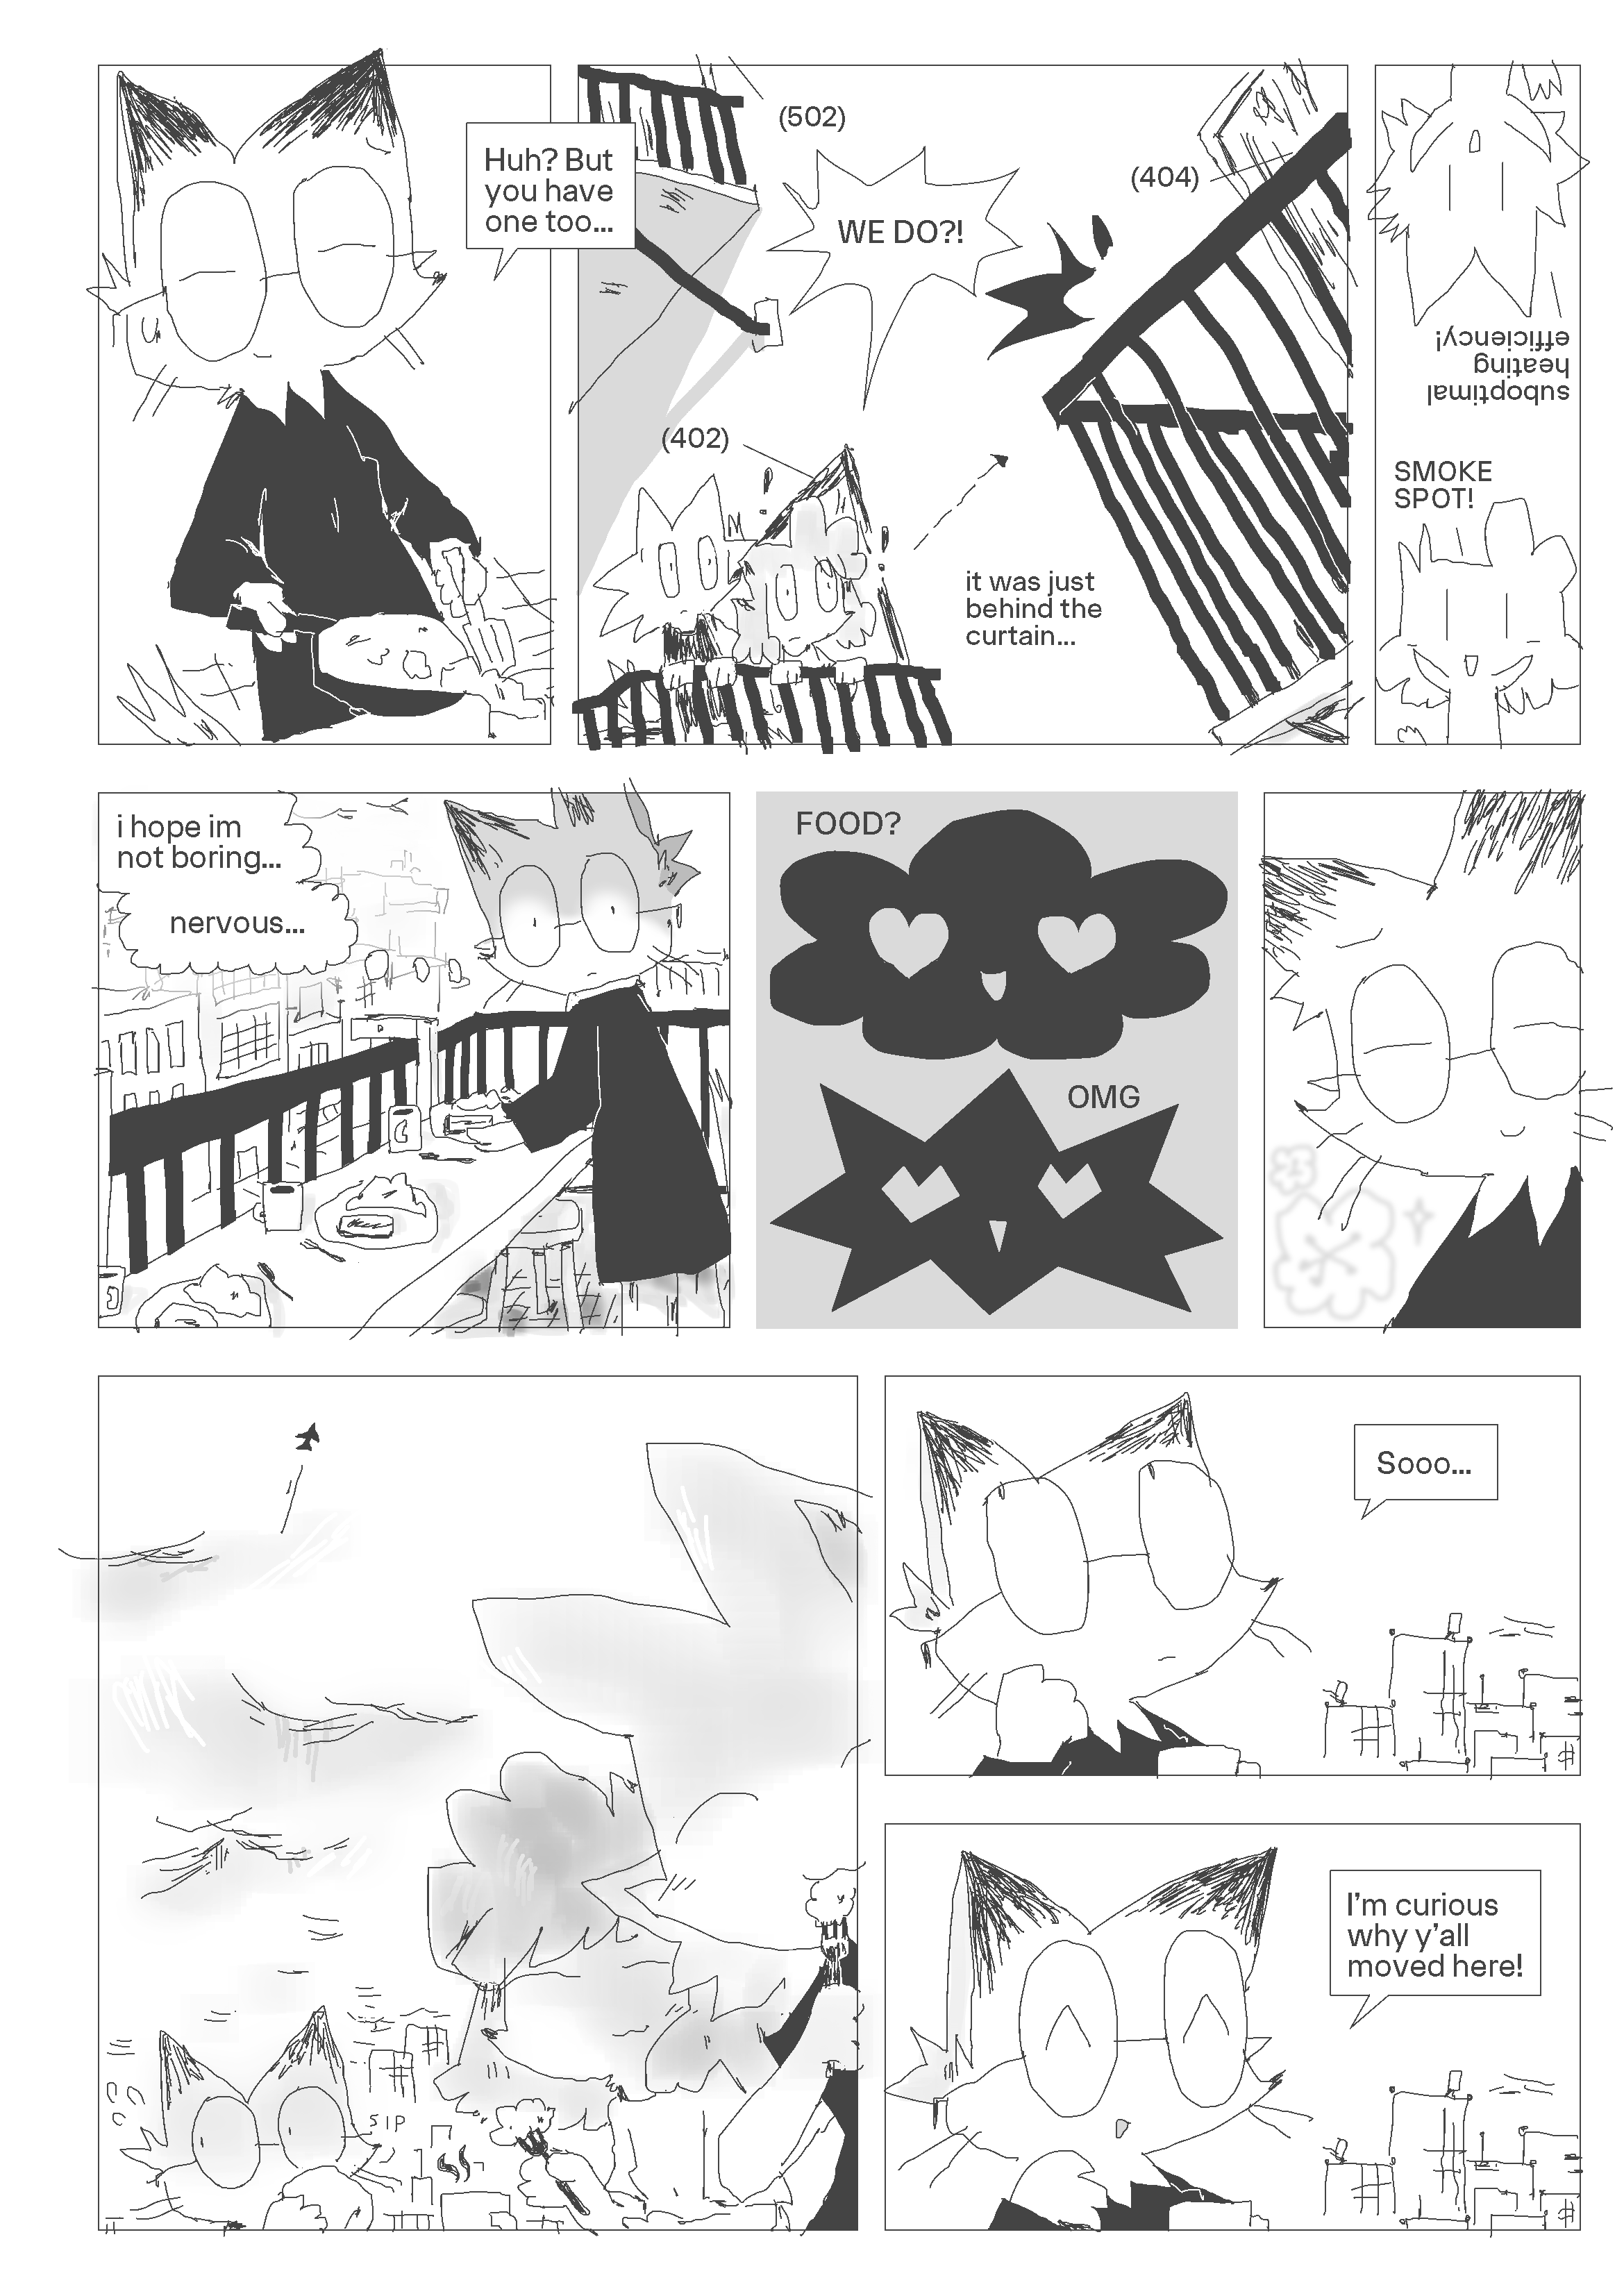 Huh? But
you have
one too...
(502)
WE DO?!
(404)
(402)
it was just
behind the
curtain...
suboptimal
heating
efficiency!
SMOKE
SPOT!
i hope im
not boring...
nervous...
FOOD?
OMG
SIP
Sooo...
I'm curious
why y'all
moved here!